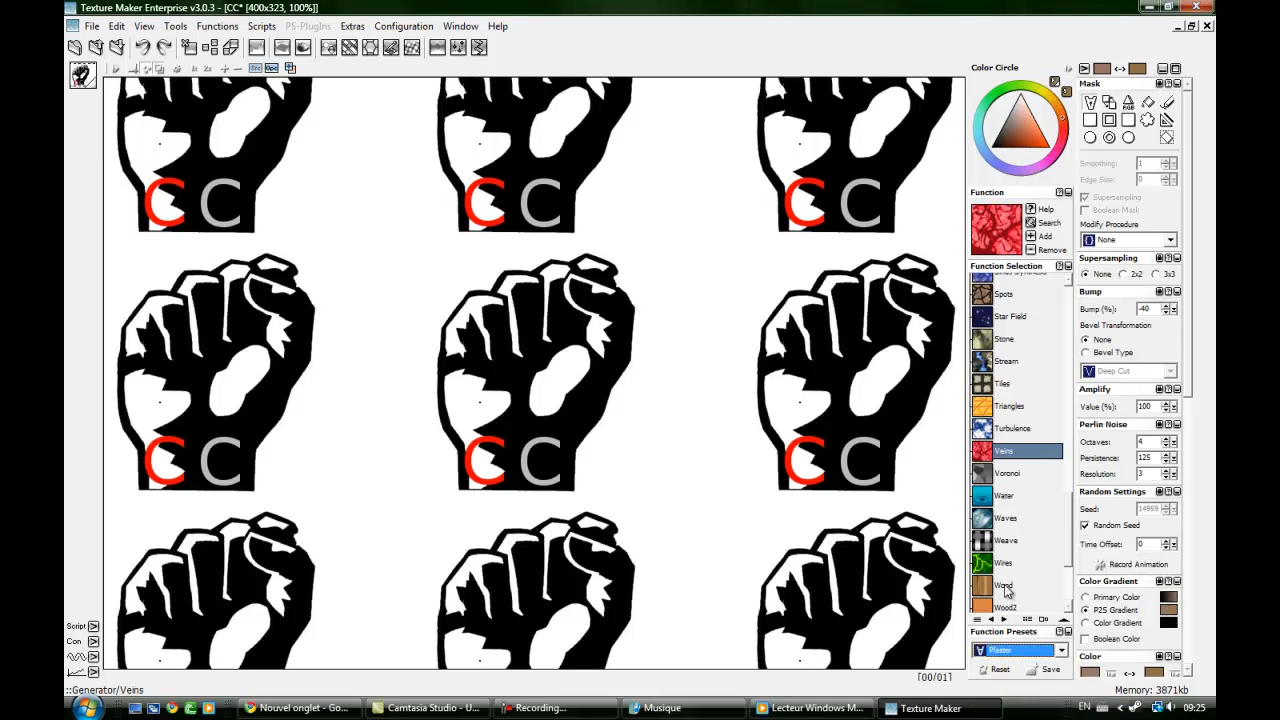 Texture Maker Enterprise v3.0.3 - [CC* [400x323, 100%]]
File Edit View Tools Functions Scripts PS-PlugIns Extras Configuration Window Help
Color Circle
Mask
Smoothing: 1
Edge Size: 0
Supersampling
Boolean Mask
Modify Procedure
None
Function
Help
Search
Add
Remove
Function Selection
Spots
Star Field
Stone
Stream
Tiles
Triangles
Turbulence
Veins
Voronoi
Water
Waves
Weave
Wires
Wood
Wood2
Function Presets
Plaster
Reset Save
Supersampling
None 2x2 3x3
Bump
Bump (%): -40
Bevel Transformation
None
Bevel Type
Deep Cut
Amplify
Value (%): 100
Perlin Noise
Octaves: 4
Persistence: 125
Resolution: 3
Random Settings
Seed: 14959
Random Seed
Time Offset: 0
Record Animation
Color Gradient
Primary Color
P2S Gradient
Color Gradient
Boolean Color
Color
C C C C C C
C C C C C C
Script
Con
[00/01]
::Generator/Veins
Memory: 3871kb
Nouvel onglet - Go... Camtasia Studio - U... Recording... Musique Lecteur Windows M... Texture Maker EN 09:25